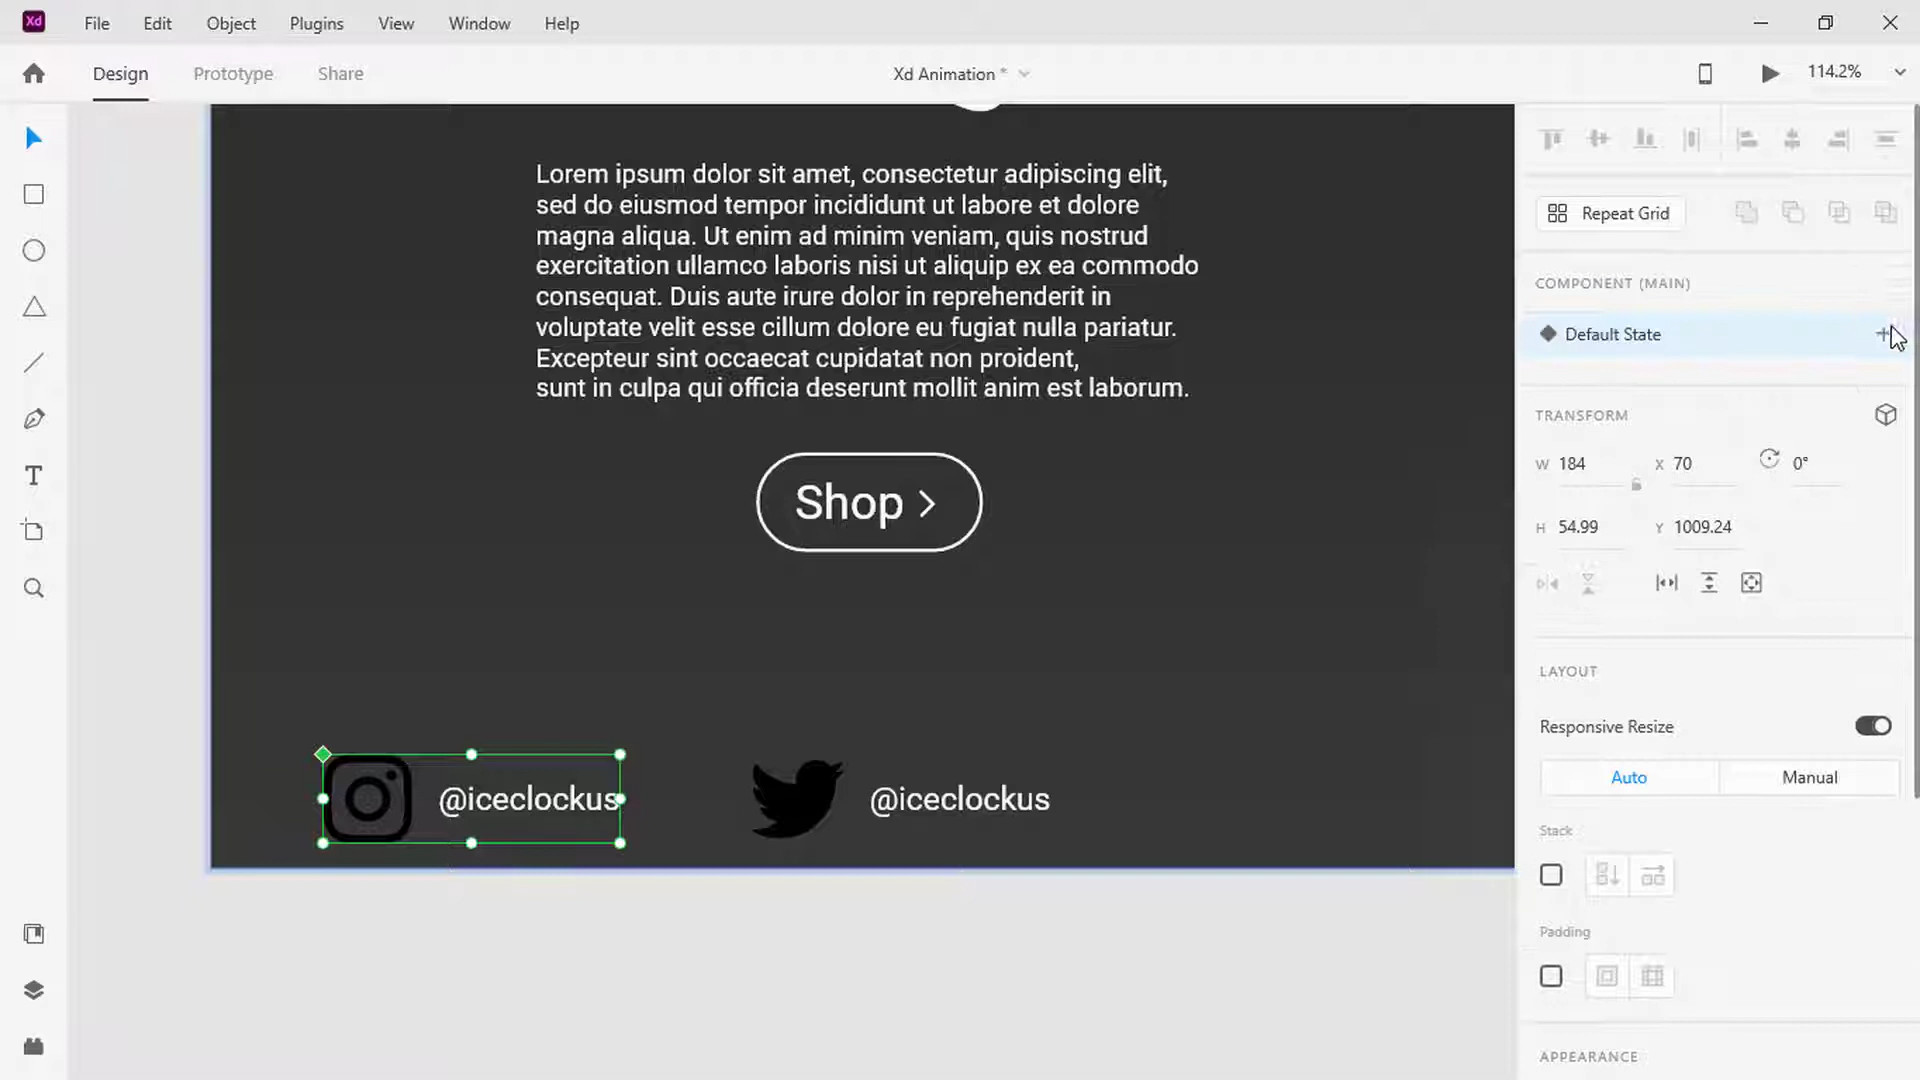 Xd
File Edit Object Plugins View Window Help
Design Prototype Share
Xd Animation *
114.2%
Repeat Grid
COMPONENT (MAIN)
Default State
TRANSFORM
W 184 X 70 0°
H 54.99 Y 1009.24
LAYOUT
Responsive Resize
Auto Manual
Stack
Padding
APPEARANCE
T
Lorem ipsum dolor sit amet, consectetur adipiscing elit,
sed do eiusmod tempor incididunt ut labore et dolore
magna aliqua. Ut enim ad minim veniam, quis nostrud
exercitation ullamco laboris nisi ut aliquip ex ea commodo
consequat. Duis aute irure dolor in reprehenderit in
voluptate velit esse cillum dolore eu fugiat nulla pariatur.
Excepteur sint occaecat cupidatat non proident,
sunt in culpa qui officia deserunt mollit anim est laborum.
Shop >
@iceclockus
@iceclockus